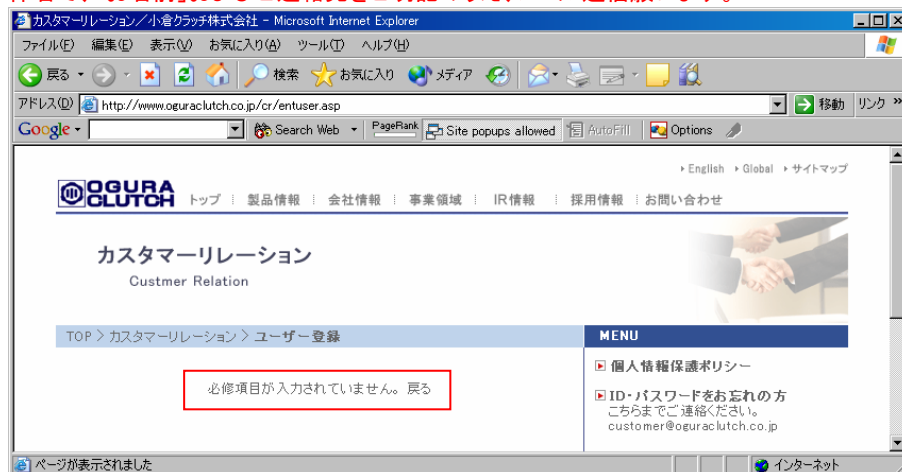 カスタマーリレーション／小倉クラッチ株式会社 - Microsoft Internet Explorer
ファイル(F) 編集(E) 表示(V) お気に入り(A) ツール(T) ヘルプ(H)
戻る 検索 お気に入り メディア
アドレス(D) http://www.oguraclutch.co.jp/cr/entuser.asp 移動 リンク »
Google Search Web PageRank Site popups allowed AutoFill Options
English Global サイトマップ
OGURA CLUTCH トップ 製品情報 会社情報 事業領域 IR情報 採用情報 お問い合わせ
カスタマーリレーション
Custmer Relation
TOP > カスタマーリレーション > ユーザー登録
MENU
必修項目が入力されていません。戻る
個人情報保護ポリシー
ID・パスワードをお忘れの方
こちらまでご連絡ください。
customer@oguraclutch.co.jp
ページが表示されました インターネット